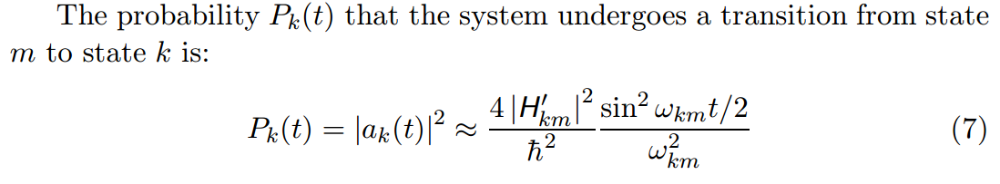 The probability $P_k(t)$ that the system undergoes a transition from state
$m$ to state $k$ is:
$$P_k(t) = |a_k(t)|^2 \approx \frac{4\,|H'_{km}|^2}{\hbar^2} \frac{\sin^2 \omega_{km}t/2}{\omega_{km}^2} \quad (7)$$